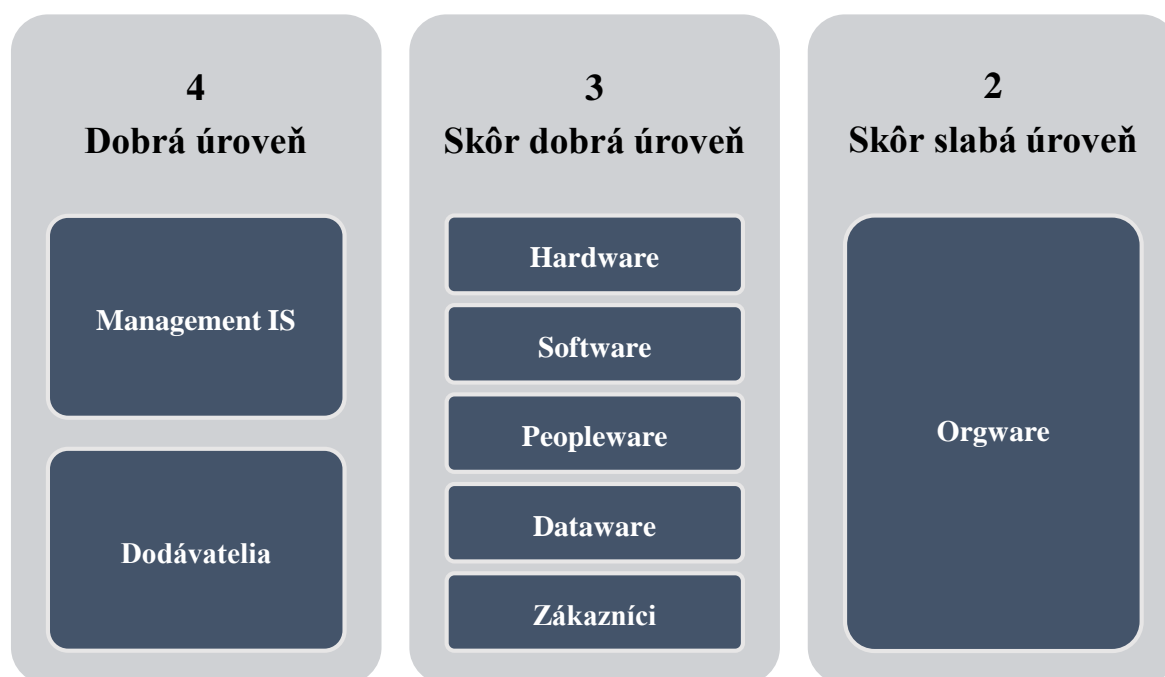 4
Dobrá úroveň
Management IS
Dodávatelia
3
Skôr dobrá úroveň
Hardware
Software
Peopleware
Dataware
Zákazníci
2
Skôr slabá úroveň
Orgware